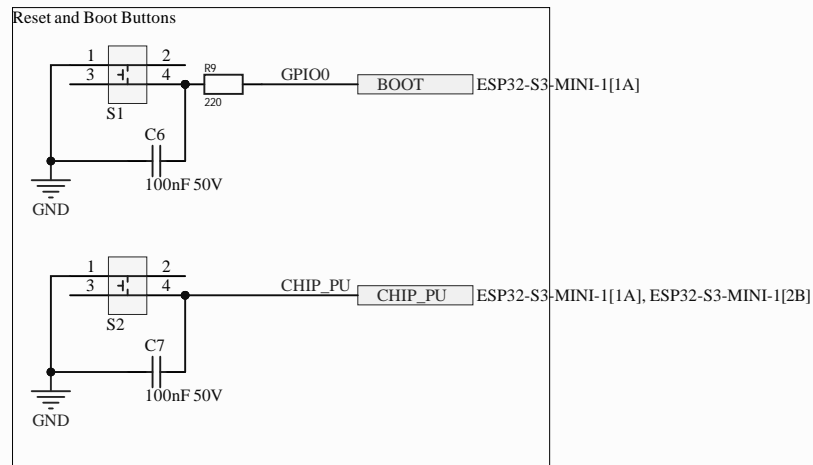 Reset and Boot Buttons
1 2
3 4
S1
R9
220
GPIO0
BOOT
ESP32-S3-MINI-1[1A]
C6
100nF 50V
GND
1 2
3 4
S2
CHIP_PU
CHIP_PU
ESP32-S3-MINI-1[1A], ESP32-S3-MINI-1[2B]
C7
100nF 50V
GND